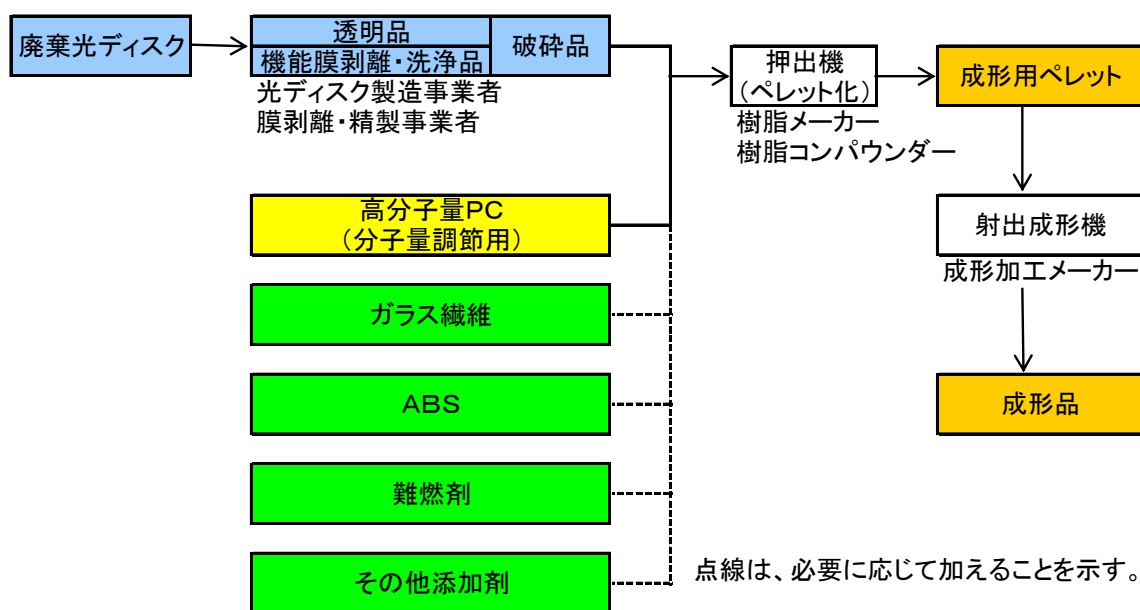 廃棄光ディスク
透明品
機能膜剥離・洗浄品
破砕品
光ディスク製造事業者
膜剥離・精製事業者
押出機
(ペレット化)
樹脂メーカー
樹脂コンパウンダー
成形用ペレット
高分子量PC
(分子量調節用)
射出成形機
成形加工メーカー
ガラス繊維
ABS
成形品
難燃剤
その他添加剤
点線は、必要に応じて加えることを示す。